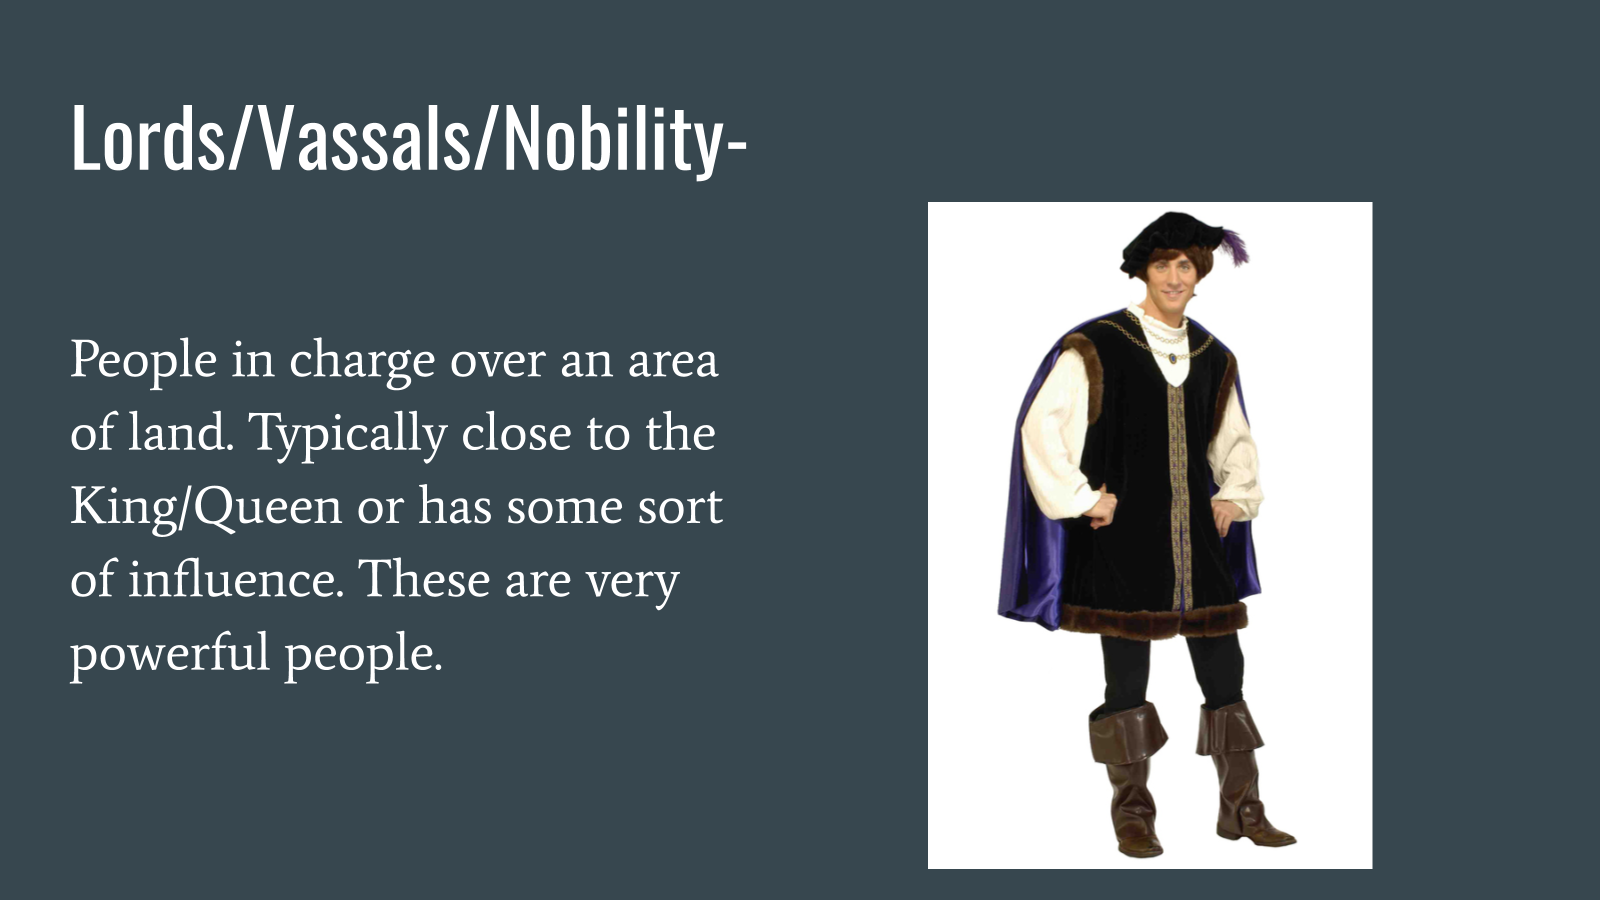 Lords/Vassals/Nobility-
People in charge over an area
of land. Typically close to the
King/Queen or has some sort
of influence. These are very
powerful people.